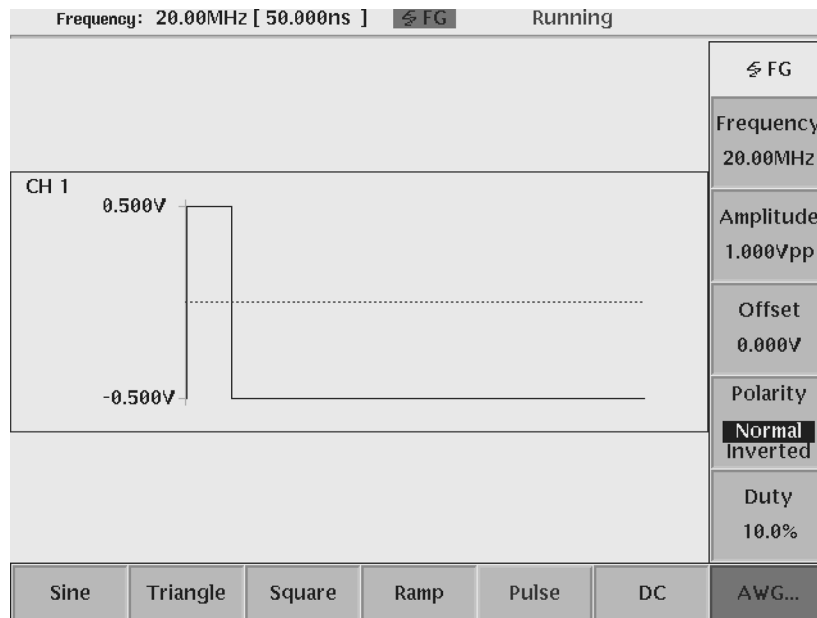 Frequency: 20.00MHz [ 50.000ns ] FG Running
FG
Frequency
20.00MHz
CH 1
0.500V
-0.500V
Amplitude
1.000Vpp
Offset
0.000V
Polarity
Normal
Inverted
Duty
10.0%
Sine Triangle Square Ramp Pulse DC AWG...